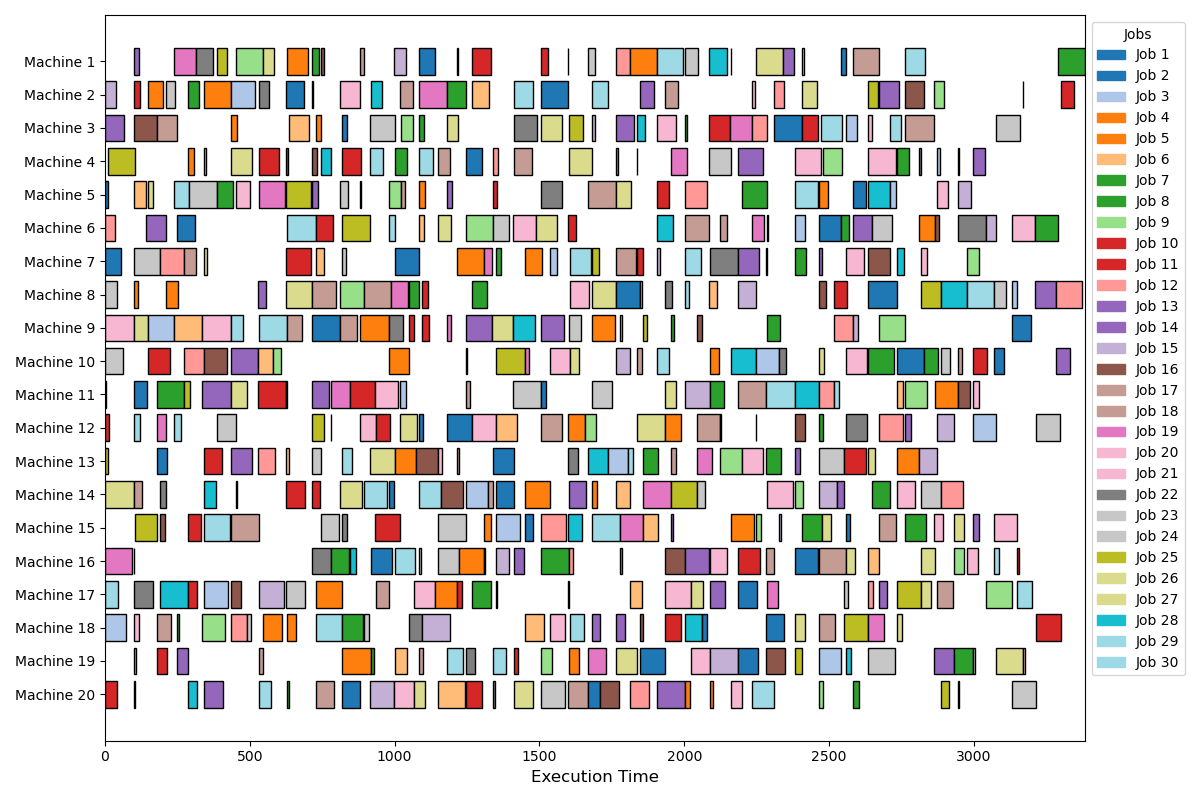 Jobs
Machine 1
Machine 2
Machine 3
Machine 4
Machine 5
Machine 6
Machine 7
Machine 8
Machine 9
Machine 10
Machine 11
Machine 12
Machine 13
Machine 14
Machine 15
Machine 16
Machine 17
Machine 18
Machine 19
Machine 20
Job 1
Job 2
Job 3
Job 4
Job 5
Job 6
Job 7
Job 8
Job 9
Job 10
Job 11
Job 12
Job 13
Job 14
Job 15
Job 16
Job 17
Job 18
Job 19
Job 20
Job 21
Job 22
Job 23
Job 24
Job 25
Job 26
Job 27
Job 28
Job 29
Job 30
0 500 1000 1500 2000 2500 3000
Execution Time